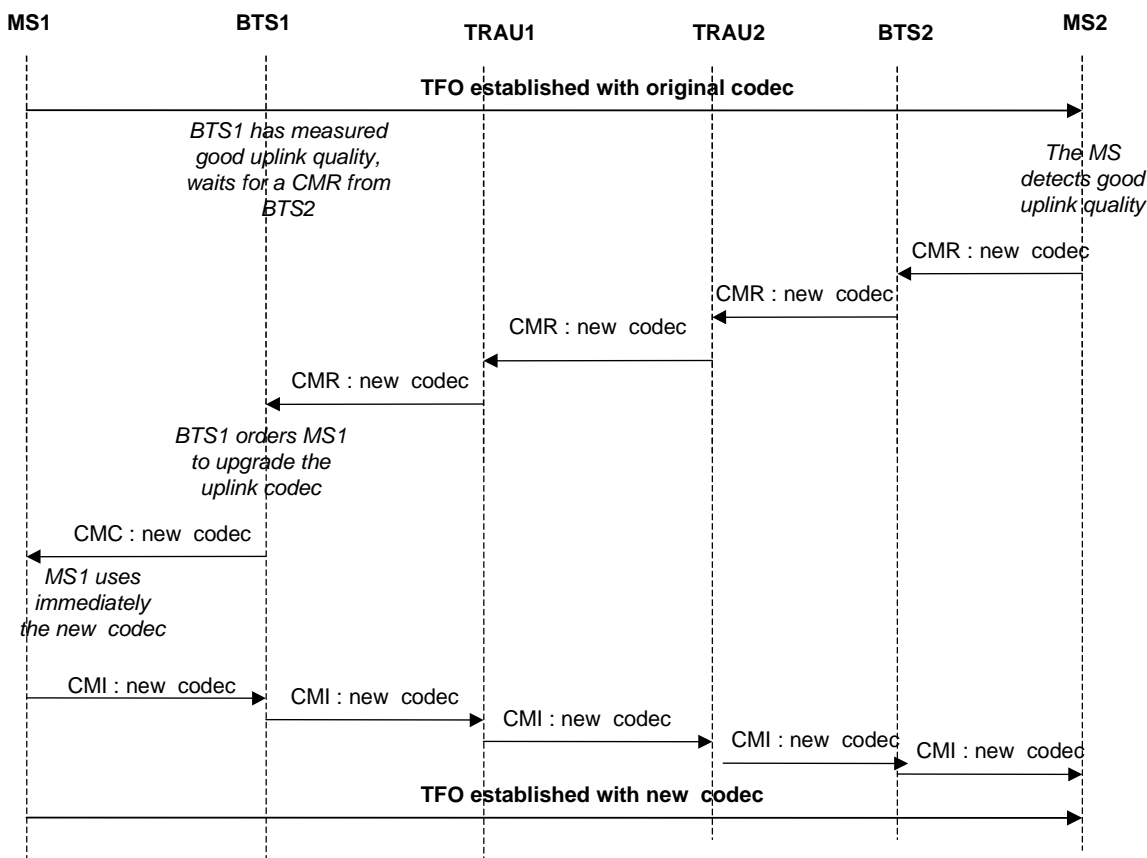 MS1
BTS1
TRAU1
TRAU2
BTS2
MS2
TFO established with original codec
BTS1 has measured
good uplink quality,
waits for a CMR from
BTS2
The MS
detects good
uplink quality
CMR : new codec
CMR : new codec
CMR : new codec
CMR : new codec
BTS1 orders MS1
to upgrade the
uplink codec
CMC : new codec
MS1 uses
immediately
the new codec
CMI : new codec
CMI : new codec
CMI : new codec
CMI : new codec
CMI : new codec
TFO established with new codec